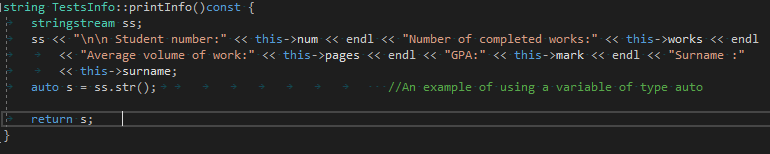 string TestsInfo::printInfo()const {
stringstream ss;
ss << "\n\n Student number:" << this->num << endl << "Number of completed works:" << this->works << endl
<< "Average volume of work:" << this->pages << endl << "GPA:" << this->mark << endl << "Surname :"
<< this->surname;
auto s = ss.str(); //An example of using a variable of type auto
return s;
}